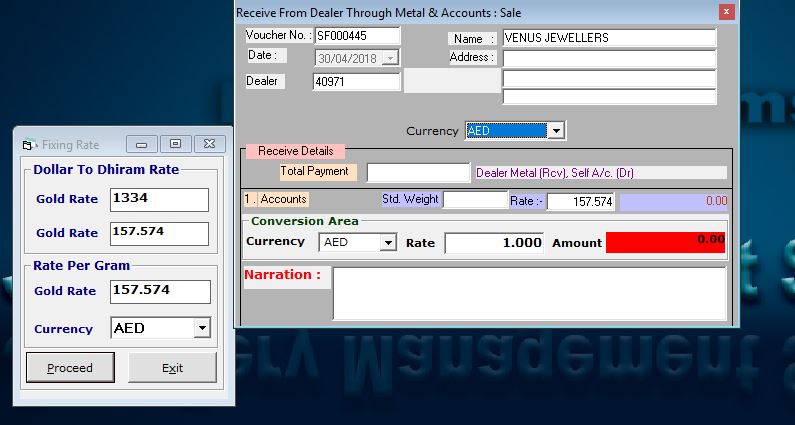 Receive From Dealer Through Metal & Accounts : Sale
Voucher No. : SF000445 Name : VENUS JEWELLERS
Date : 30/04/2018 Address :
Dealer 40971
Currency AED
Receive Details
Total Payment Dealer Metal (Rcv), Self A/c. (Dr)
1 . Accounts Std. Weight Rate :- 157.574 0.00
Conversion Area
Currency AED Rate 1.000 Amount 0.00
Narration :
Fixing Rate
Dollar To Dhiram Rate
Gold Rate 1334
Gold Rate 157.574
Rate Per Gram
Gold Rate 157.574
Currency AED
Proceed Exit